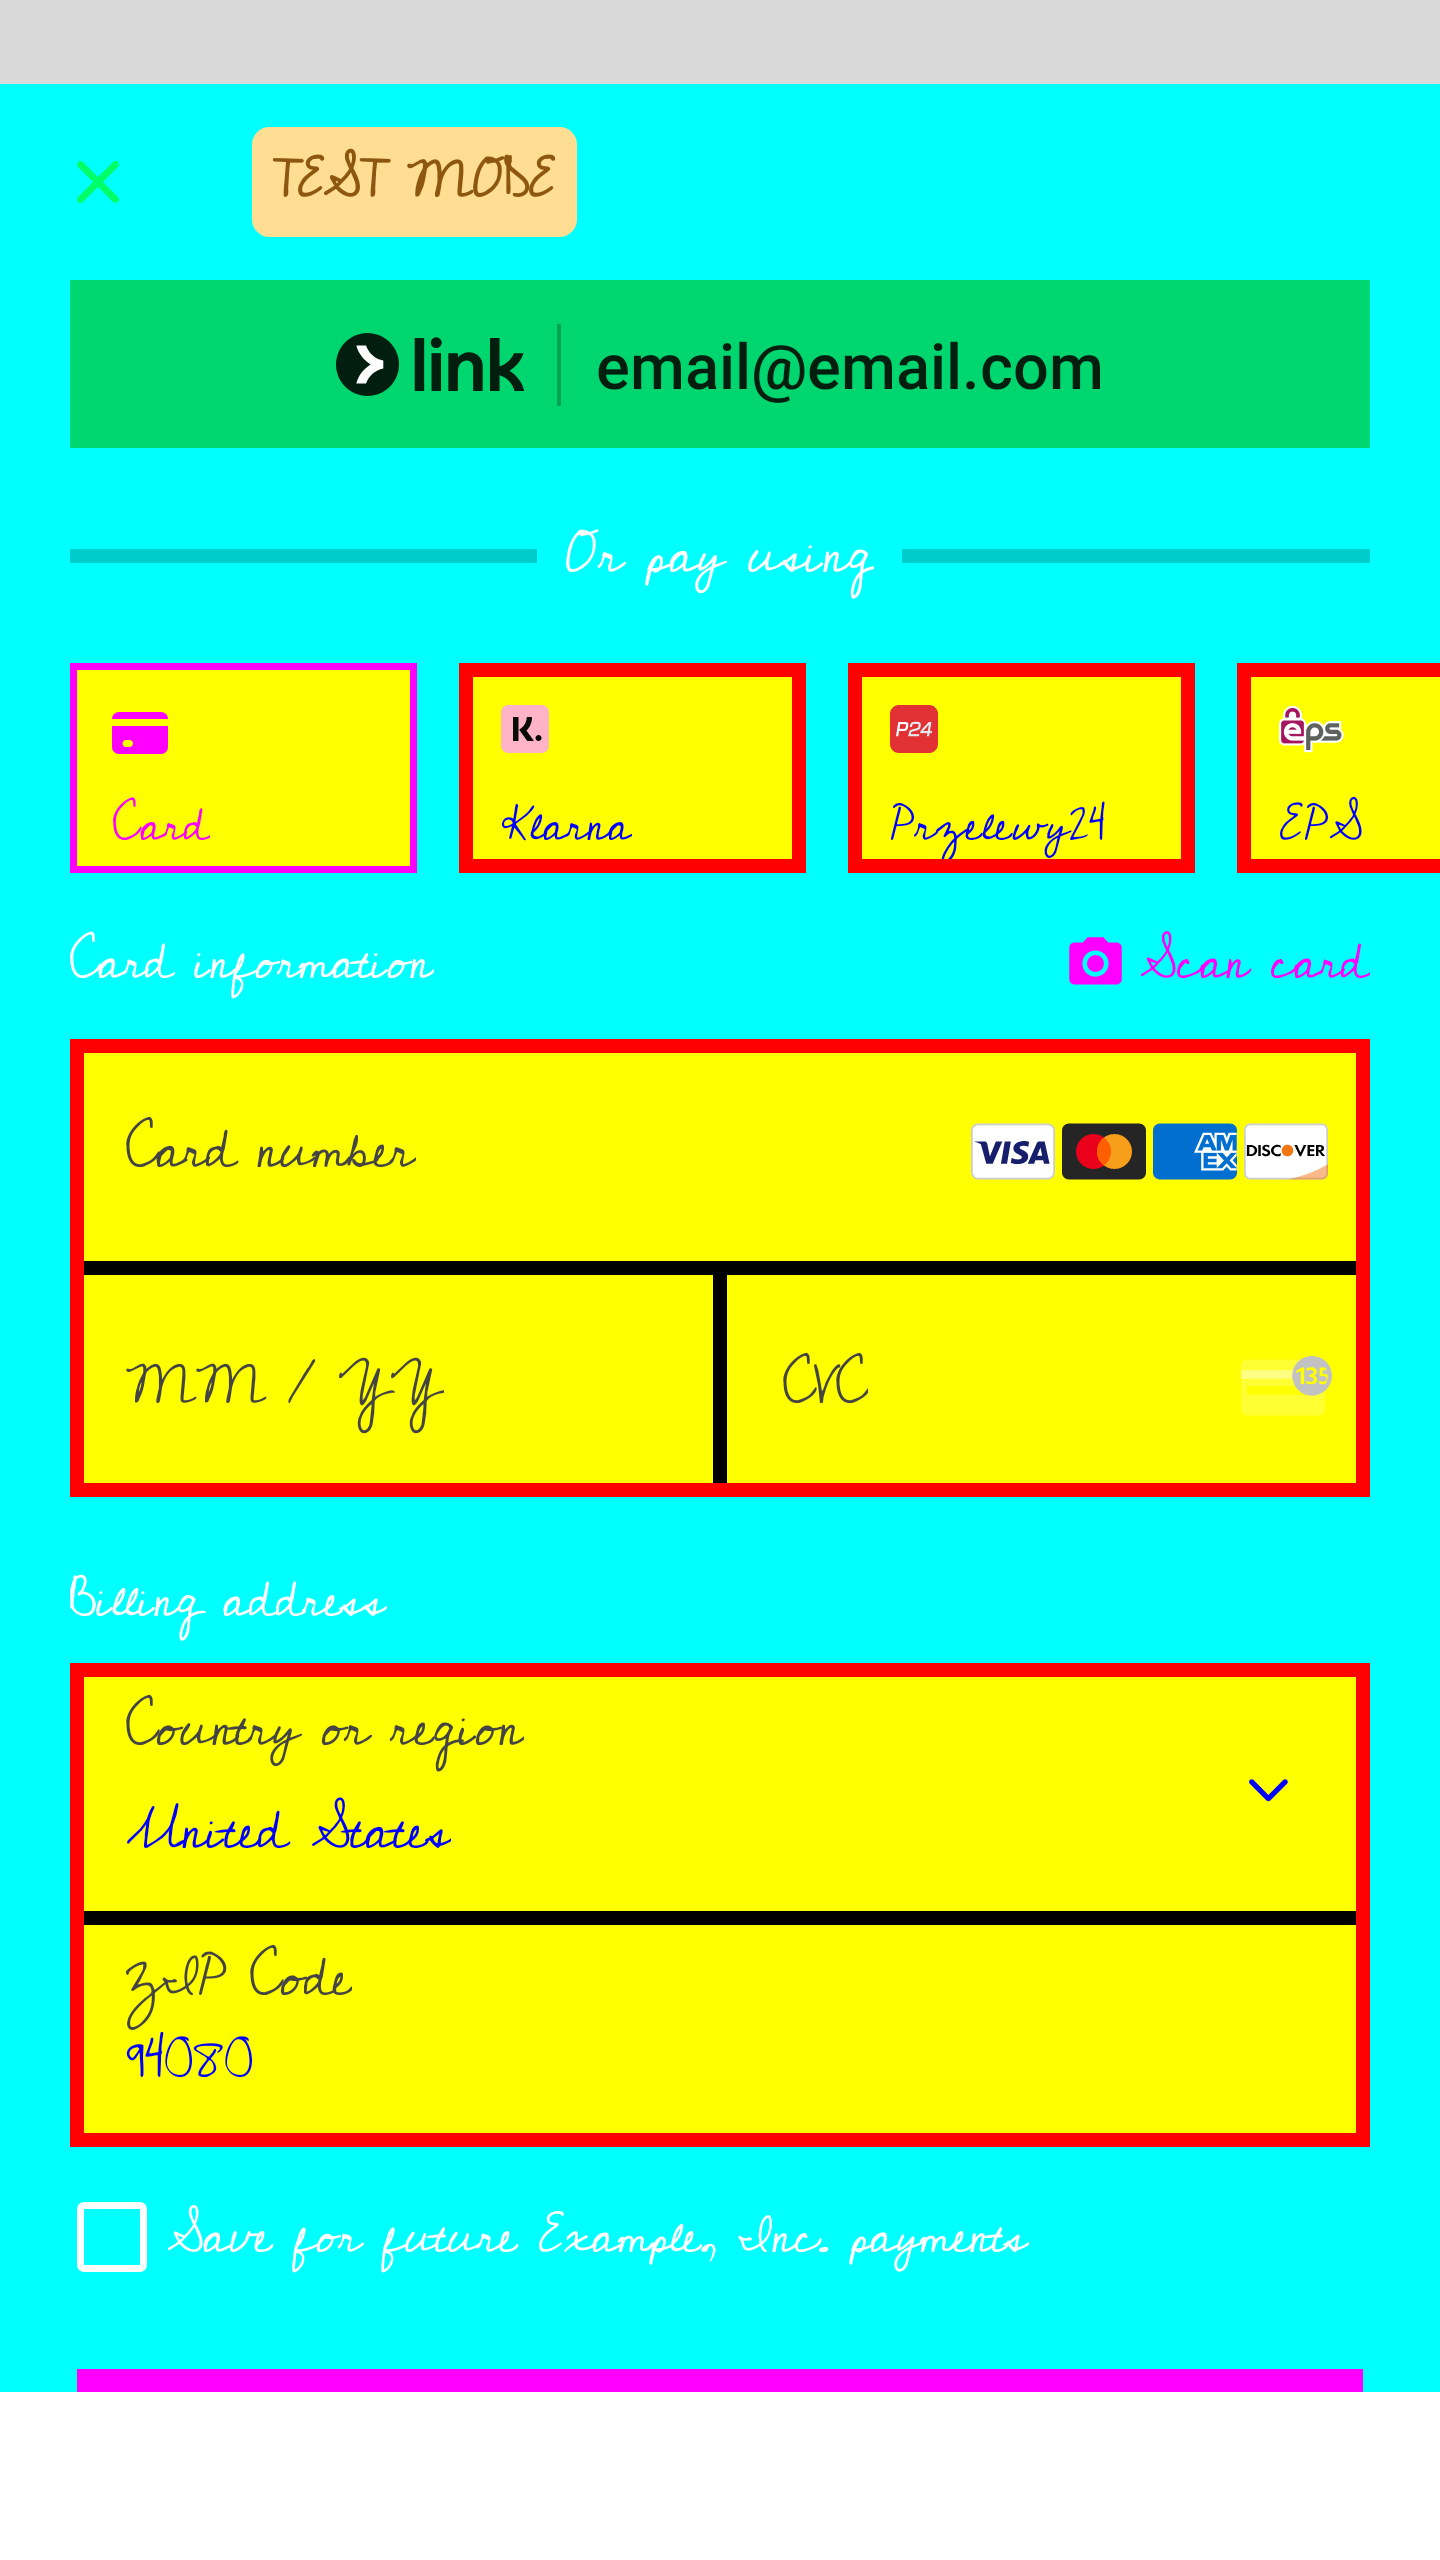 TEST MODE
link | email@email.com
Or pay using
K.
P24
eps
Card
Klarna
Przelewy24
EPS
Card information
Scan card
Card number
VISA
AM
EX
DISCOVER
MM / YY
CVC
135
Billing address
Country or region
United States
ZIP Code
94080
Save for future Example, Inc. payments